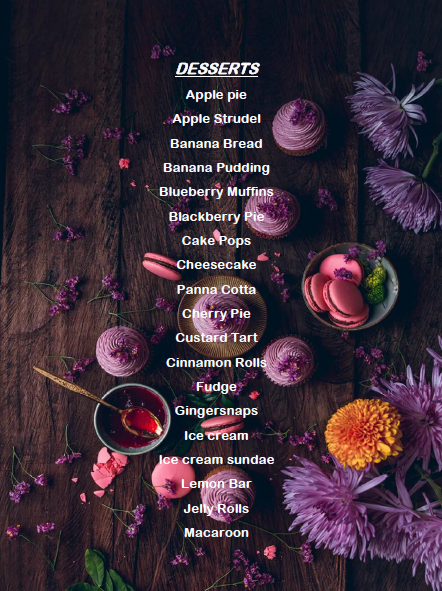 DESSERTS
Apple pie
Apple Strudel
Banana Bread
Banana Pudding
Blueberry Muffins
Blackberry Pie
Cake Pops
Cheesecake
Panna Cotta
Cherry Pie
Custard Tart
Cinnamon Rolls
Fudge
Gingersnaps
Ice cream
Ice cream sundae
Lemon Bar
Jelly Rolls
Macaroon